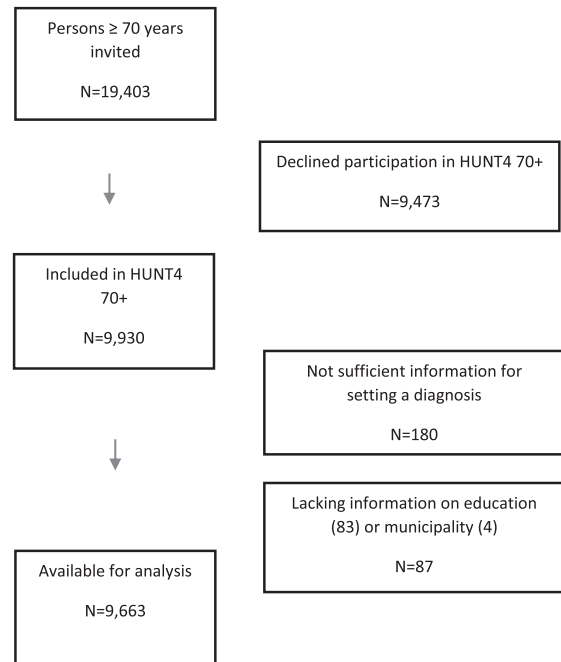 Persons ≥ 70 years
invited
N=19,403
Declined participation in HUNT4 70+
N=9,473
Included in HUNT4
70+
N=9,930
Not sufficient information for
setting a diagnosis
N=180
Lacking information on education
(83) or municipality (4)
N=87
Available for analysis
N=9,663